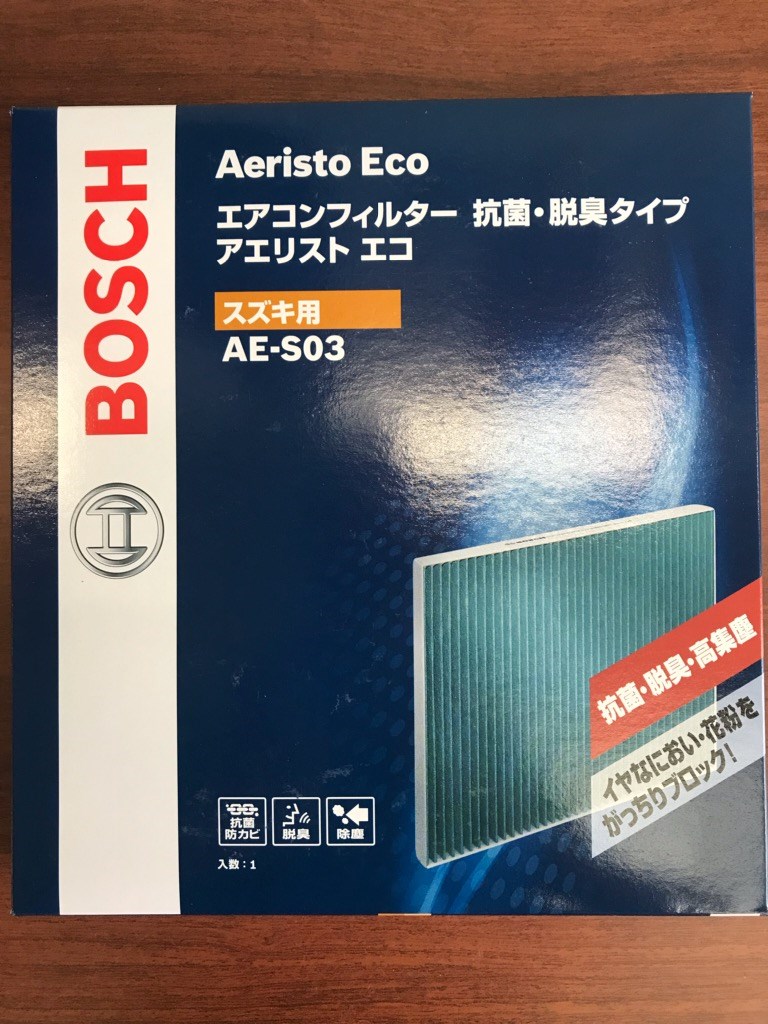 BOSCH
Aeristo Eco
エアコンフィルター 抗菌・脱臭タイプ
アエリスト エコ
スズキ用
AE-S03
抗菌・脱臭・高集塵
イヤなにおい・花粉を
がっちりブロック!
抗菌
防カビ
脱臭
除塵
入数：1